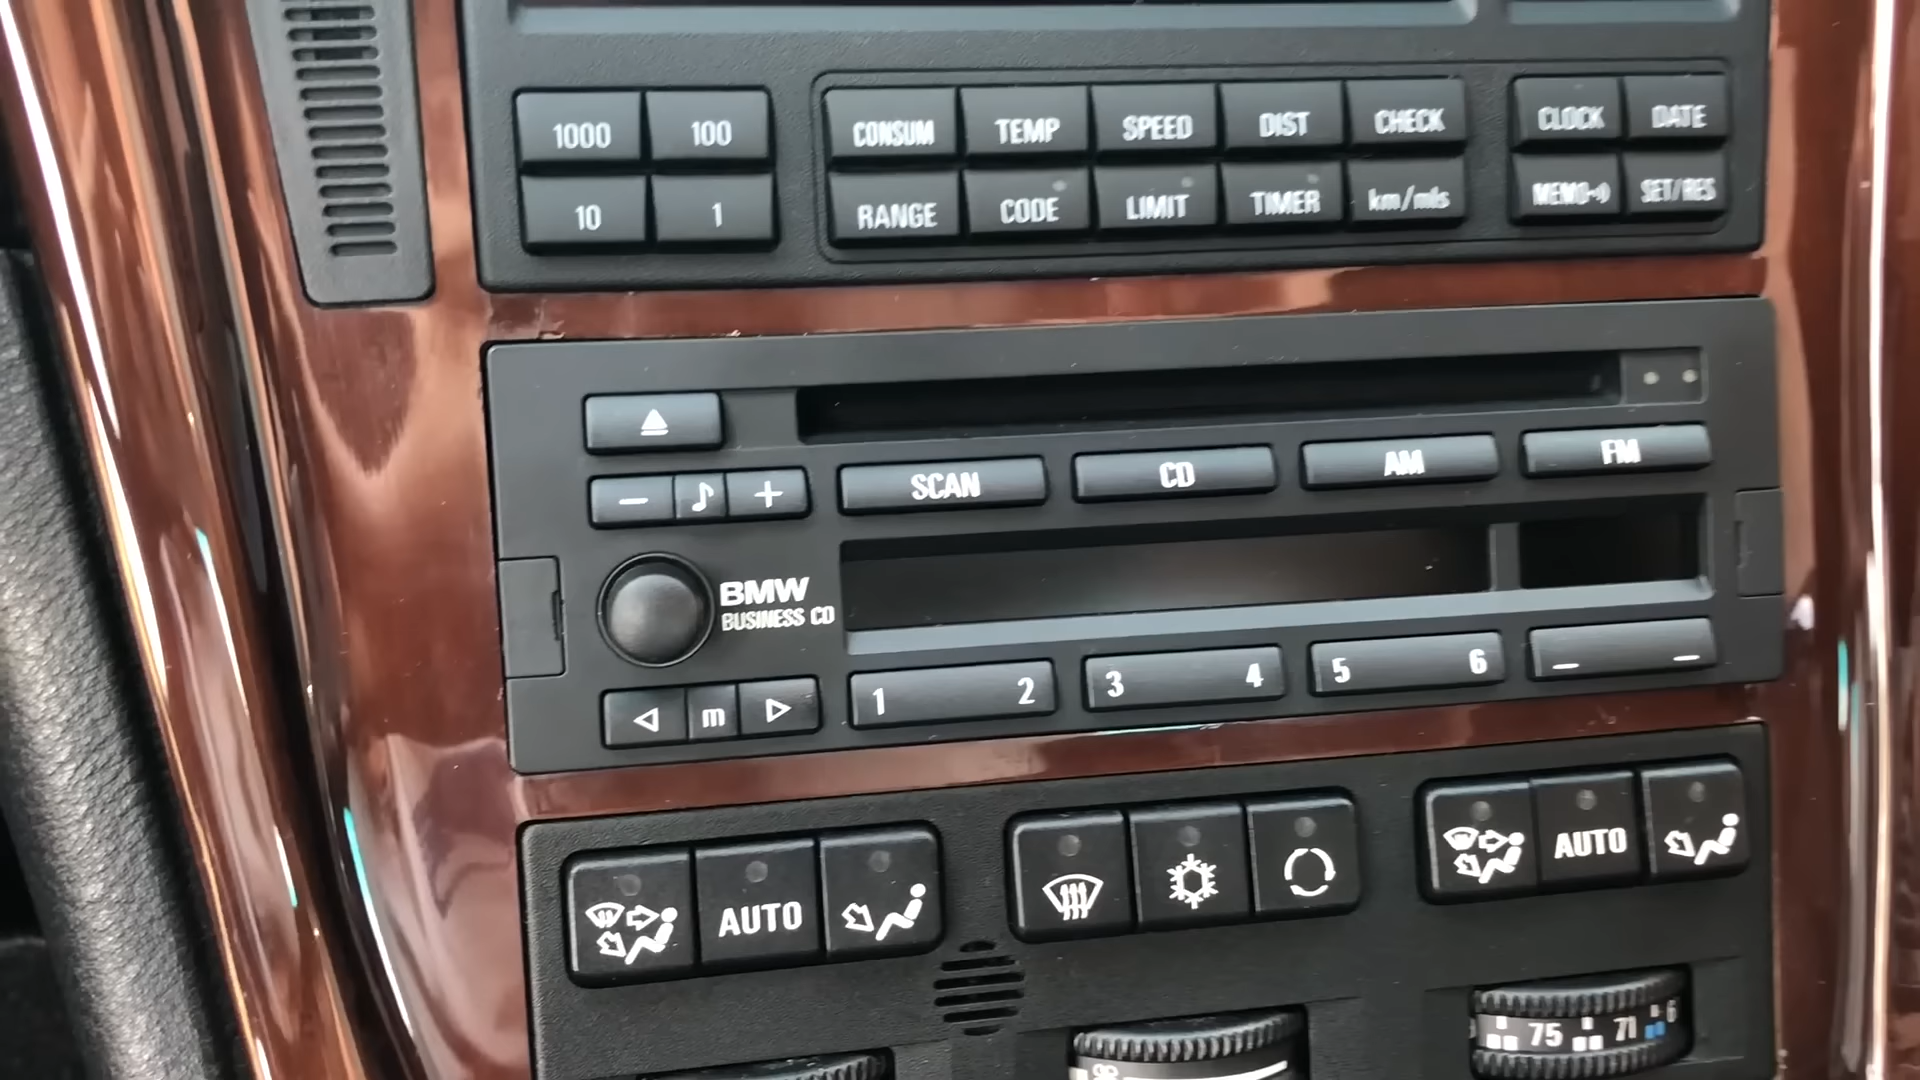 1000 100 CONSUM TEMP SPEED DIST CHECK CLOCK DATE
10 1 RANGE CODE LIMIT TIMER km/mls MEMO SET/RES
SCAN CD AM FM
BMW
BUSINESS CD
1 2 3 4 5 6
m
AUTO AUTO
75 71